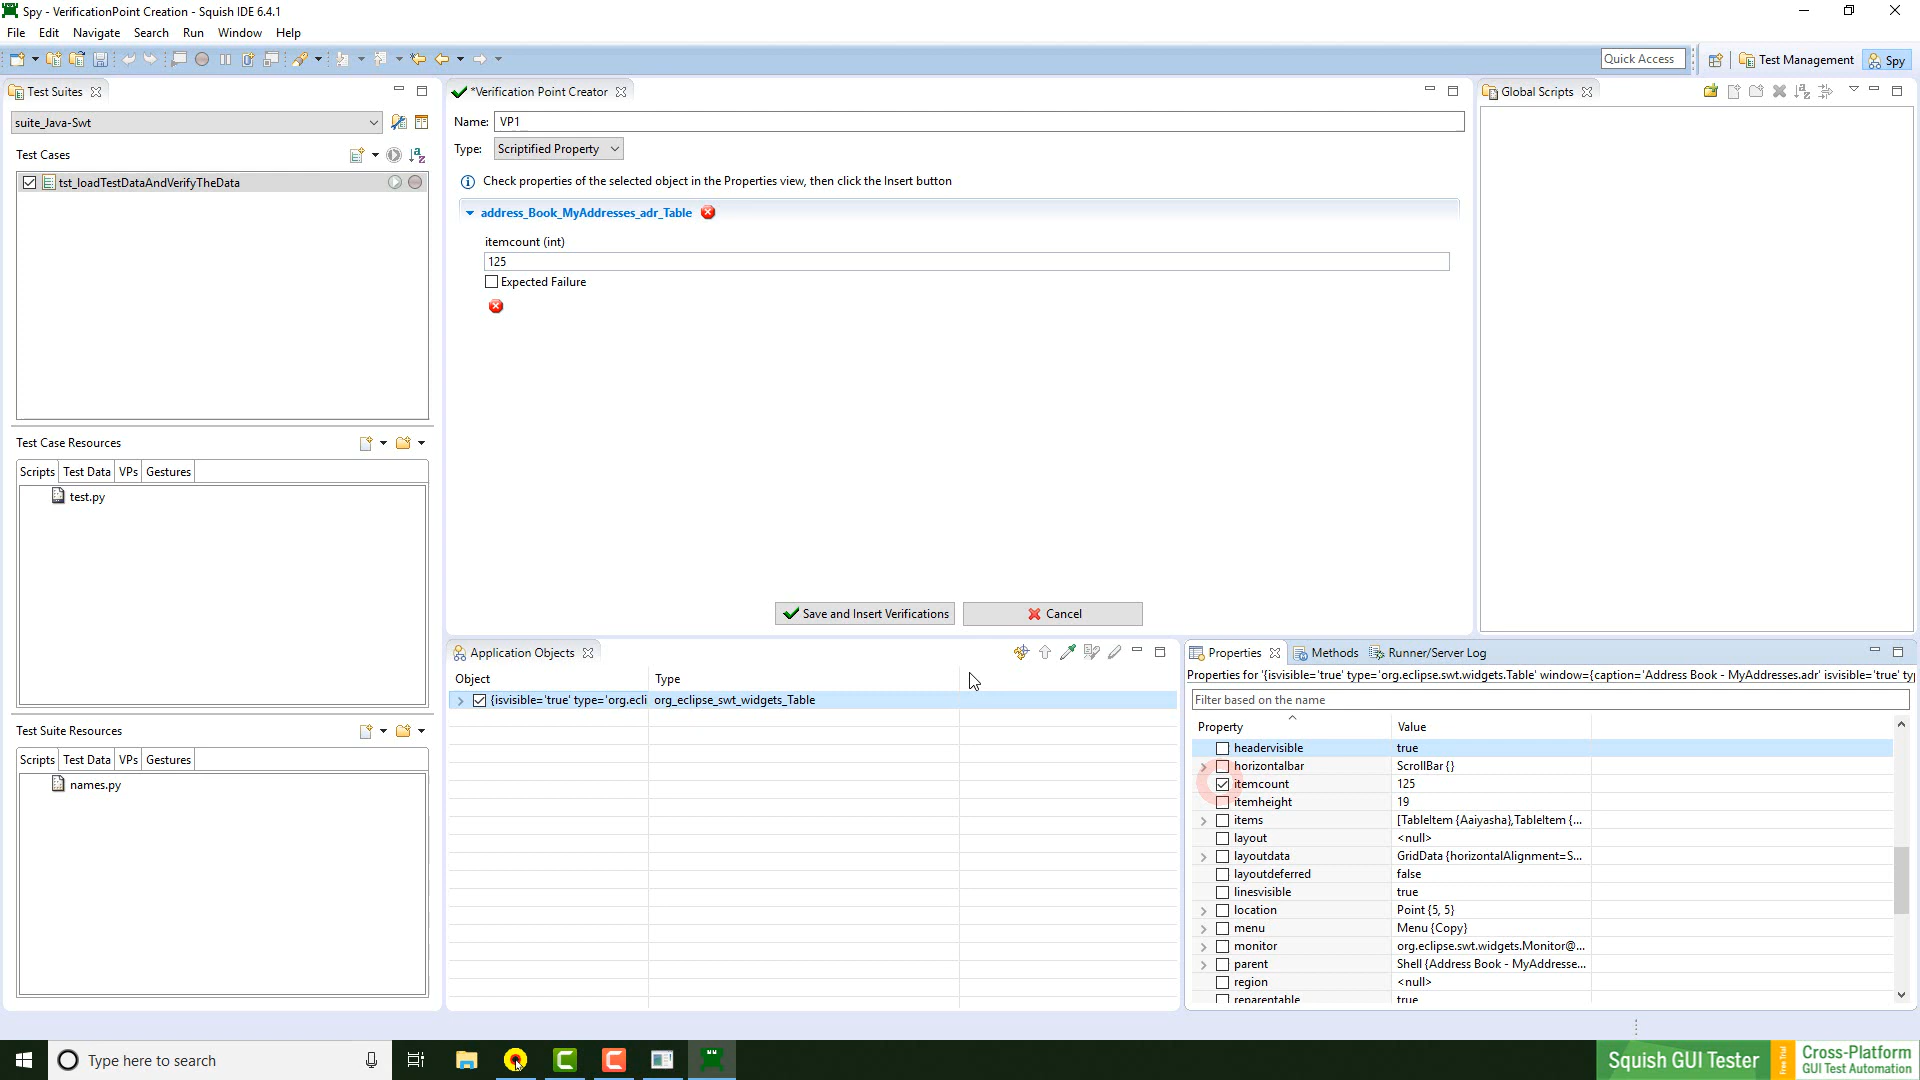 Spy - VerificationPoint Creation - Squish IDE 6.4.1
File Edit Navigate Search Run Window Help
Quick Access
Test Management
Spy
Test Suites
suite_Java-Swt
Test Cases
tst_loadTestDataAndVerifyTheData
Test Case Resources
Scripts Test Data VPs Gestures
test.py
Test Suite Resources
Scripts Test Data VPs Gestures
names.py
*Verification Point Creator
Name: VP1
Type: Scriptified Property
Check properties of the selected object in the Properties view, then click the Insert button
address_Book_MyAddresses_adr_Table
itemcount (int)
125
Expected Failure
Save and Insert Verifications
Cancel
Global Scripts
Application Objects
Object Type
{isvisible='true' type='org.ecli org_eclipse_swt_widgets_Table
Properties Methods Runner/Server Log
Properties for '{isvisible='true' type='org.eclipse.swt.widgets.Table' window={caption='Address Book - MyAddresses.adr' isvisible='true' ty
Filter based on the name
Property Value
headervisible true
horizontalbar ScrollBar {}
itemcount 125
itemheight 19
items [TableItem {Aaiyasha},TableItem {...
layout <null>
layoutdata GridData {horizontalAlignment=S...
layoutdeferred false
linesvisible true
location Point {5, 5}
menu Menu {Copy}
monitor org.eclipse.swt.widgets.Monitor@...
parent Shell {Address Book - MyAddresse...
region <null>
reparentable true
Type here to search
Squish GUI Tester
Free Trial
Cross-Platform
GUI Test Automation